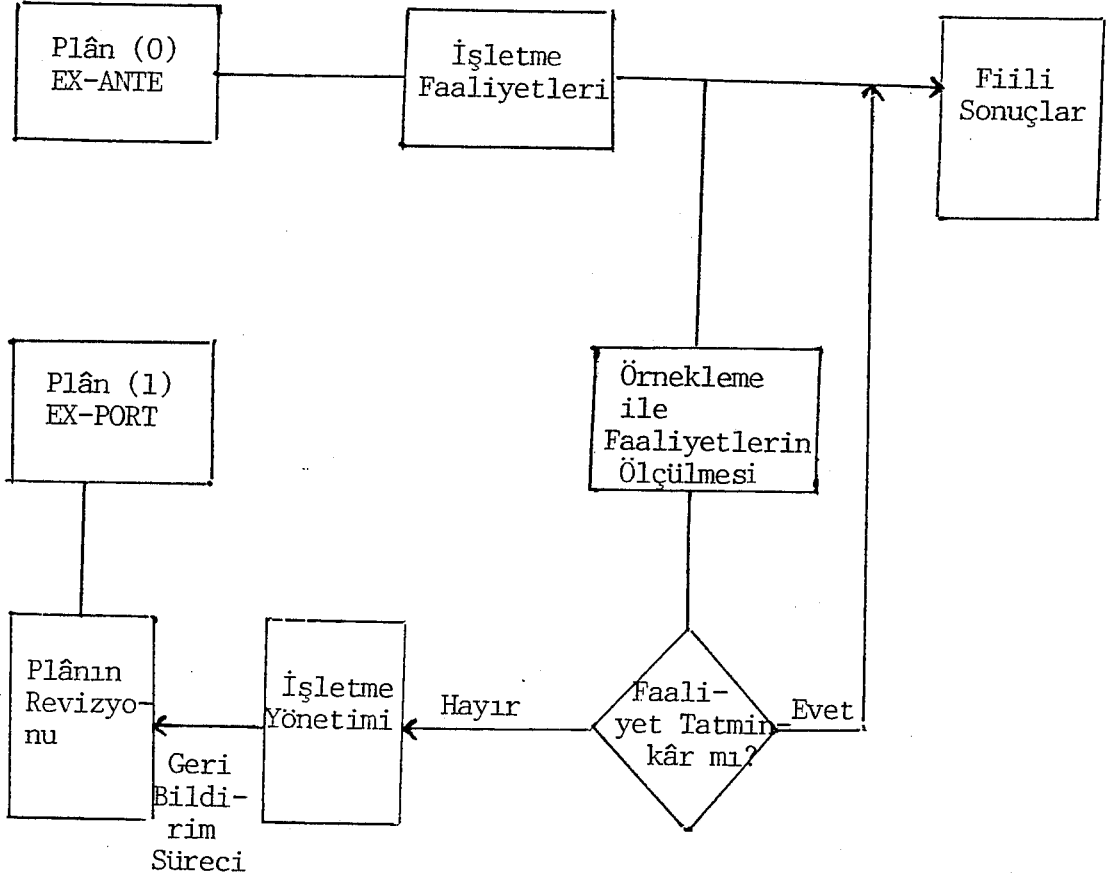 Plân (0)
EX-ANTE
İşletme
Faaliyetleri
Fiili
Sonuçlar
Plân (1)
EX-PORT
Örnekleme
ile
Faaliyetlerin
Ölçülmesi
Plânın
Revizyo-
nu
Geri
Bildi-
rim
Süreci
İşletme
Yönetimi
Hayır
Faali-
yet Tatmin-
kâr mı?
Evet